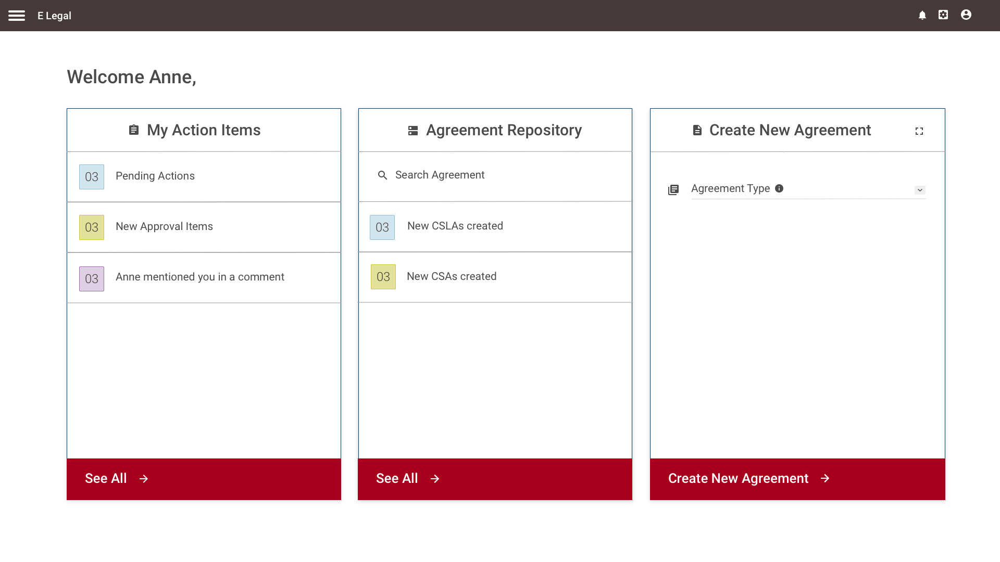 E Legal
Welcome Anne,
My Action Items
03 Pending Actions
03 New Approval Items
03 Anne mentioned you in a comment
See All
Agreement Repository
Search Agreement
03 New CSLAs created
03 New CSAs created
See All
Create New Agreement
Agreement Type
Create New Agreement